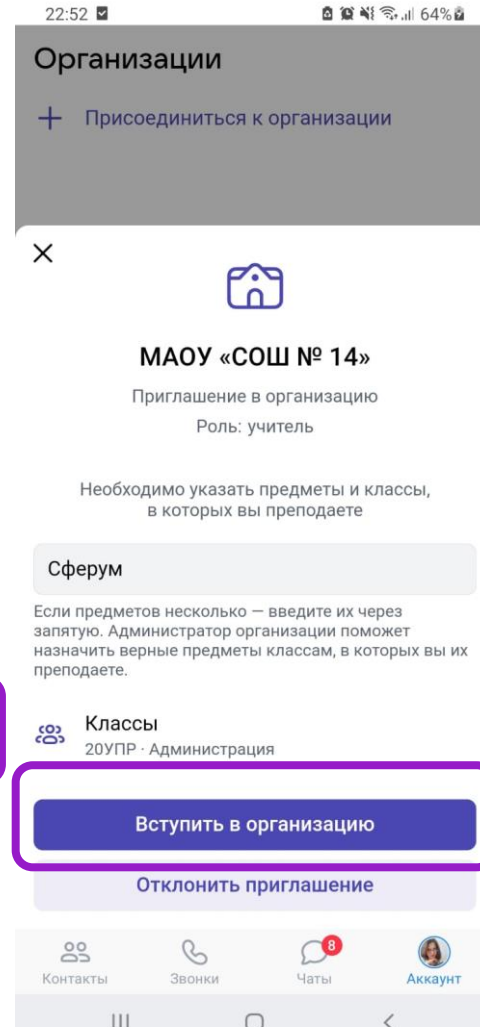 22:52 64%
Организации
Присоединиться к организации
МАОУ «СОШ № 14»
Приглашение в организацию
Роль: учитель
Необходимо указать предметы и классы,
в которых вы преподаете
Сферум
Если предметов несколько — введите их через
запятую. Администратор организации поможет
назначить верные предметы классам, в которых вы их
преподаете.
Классы
20УПР · Администрация
Вступить в организацию
Отклонить приглашение
8
Контакты Звонки Чаты Аккаунт